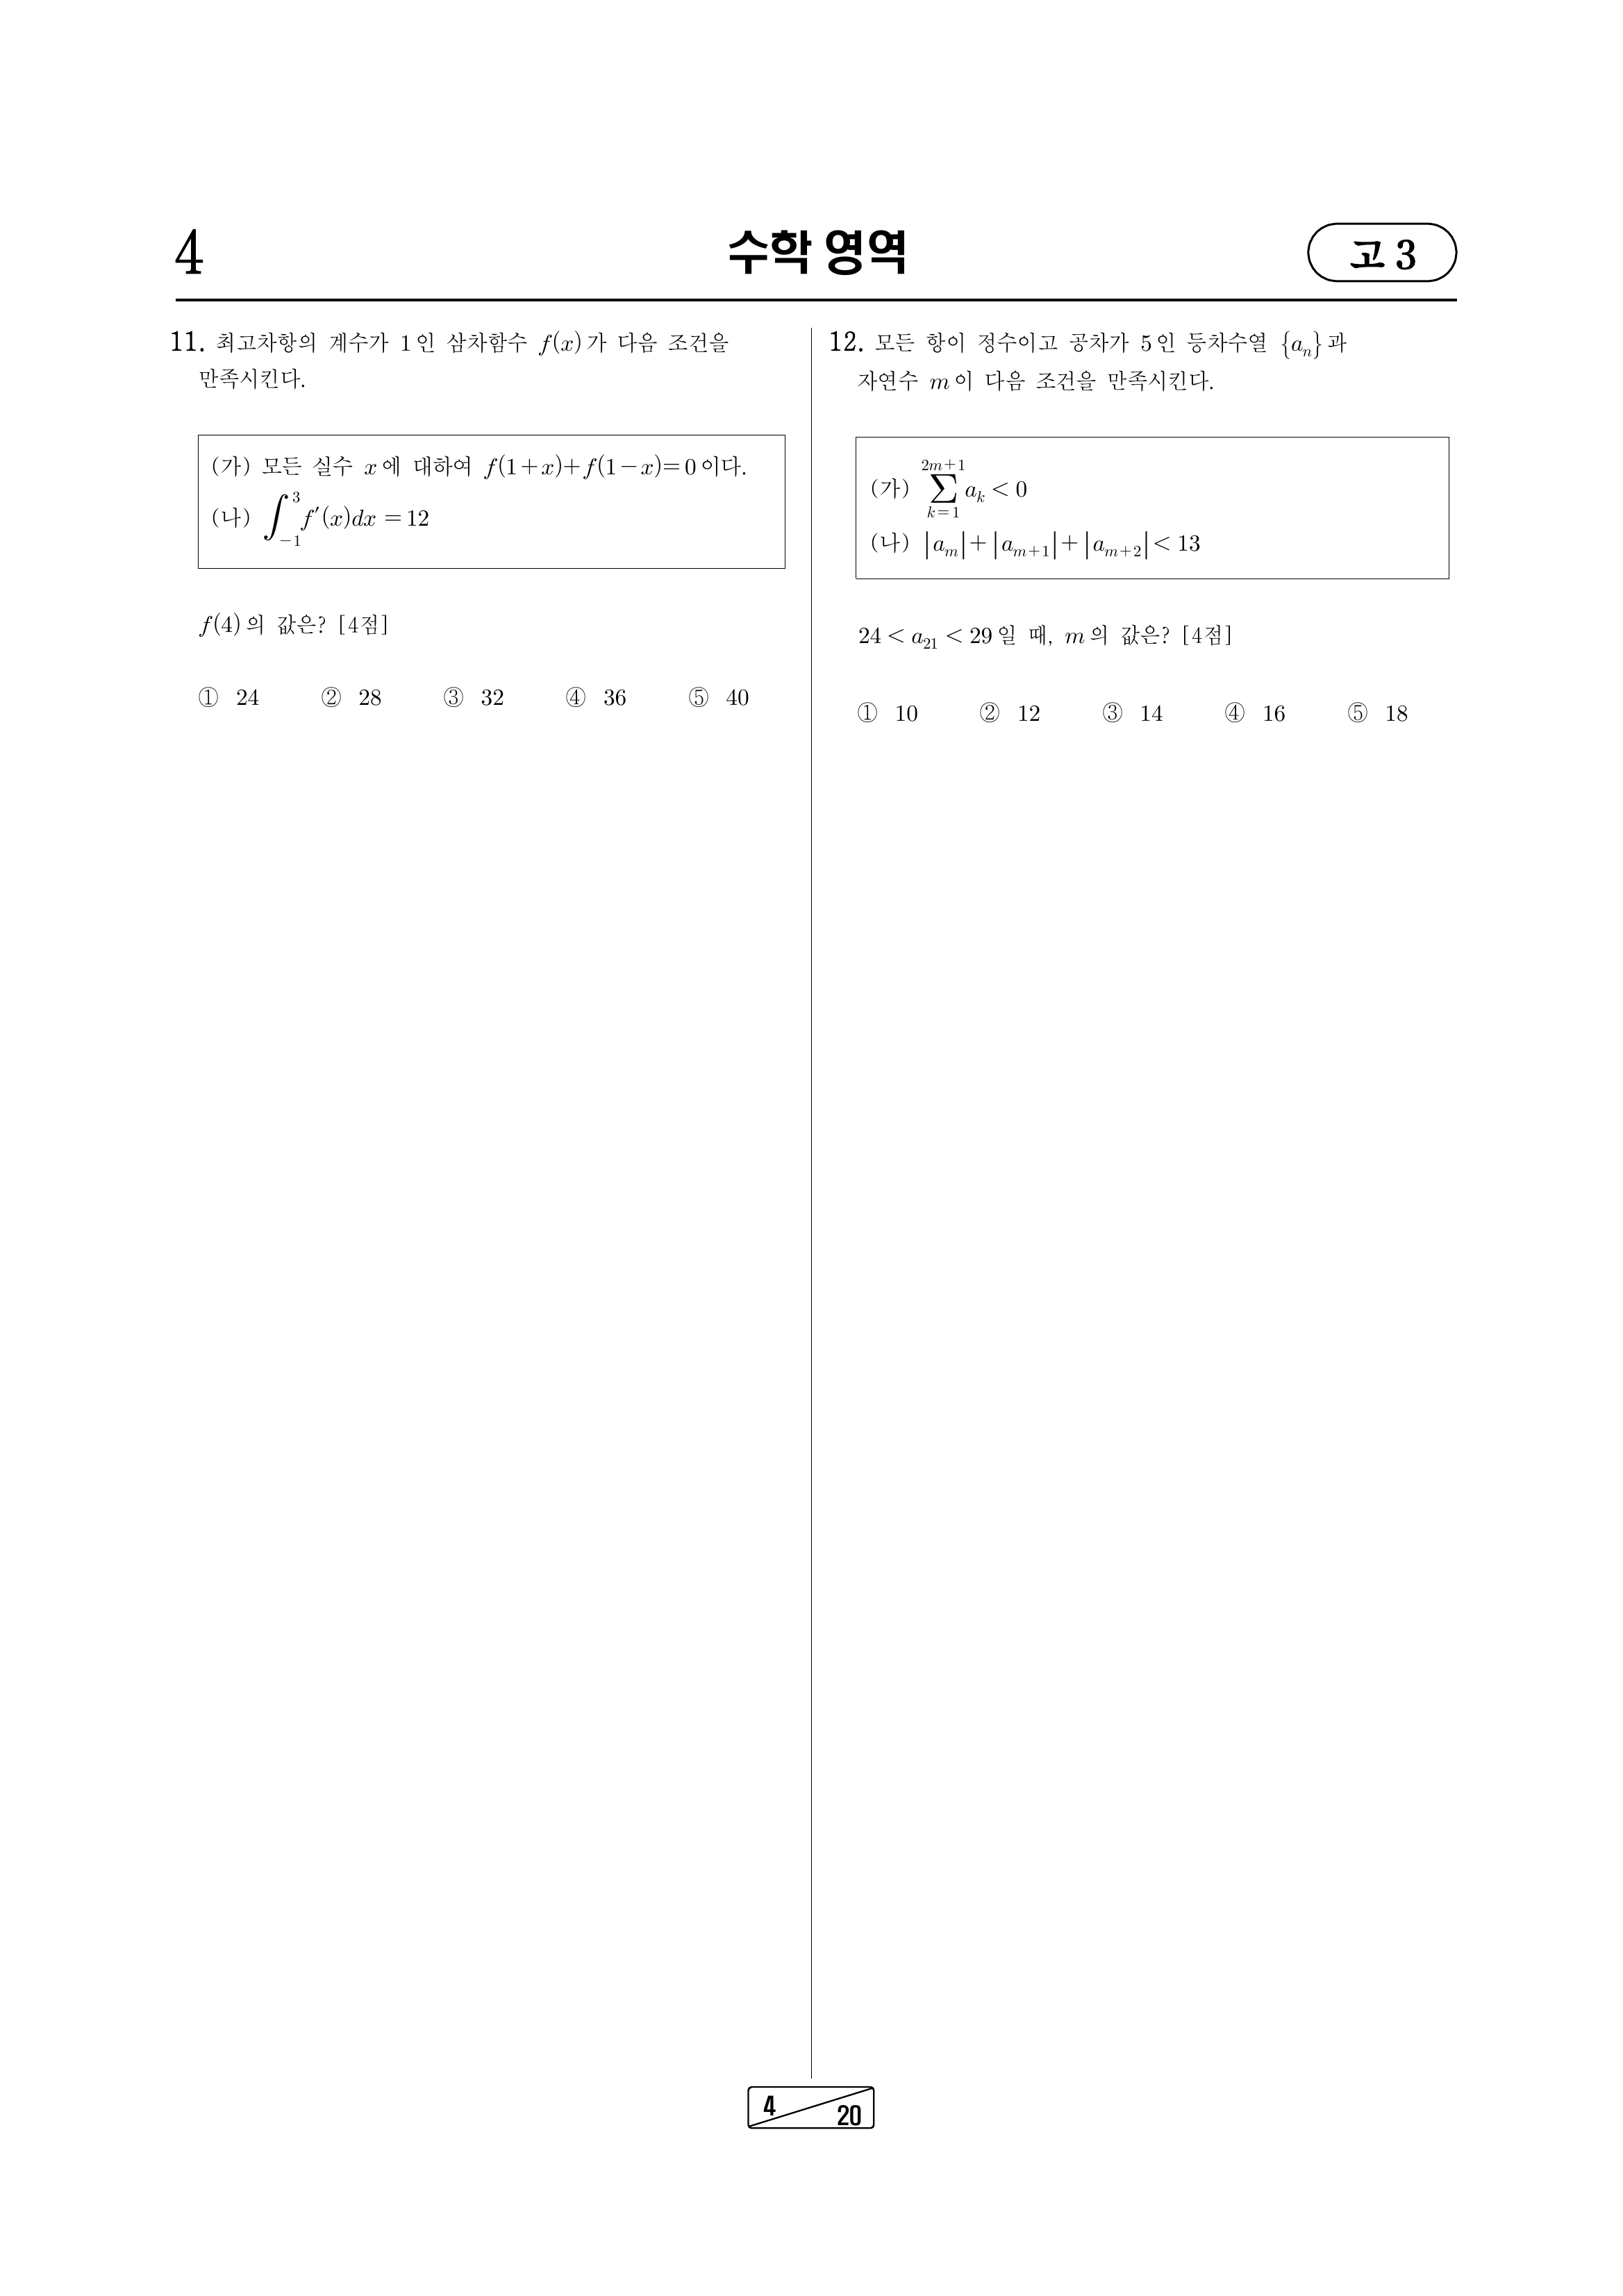 4
수학 영역
고 3
11. 최고차항의 계수가 1인 삼차함수 f(x)가 다음 조건을
만족시킨다.
(가) 모든 실수 x에 대하여 f(1+x)+f(1-x)=0이다.
(나) ∫_{-1}^{3} f′(x)dx = 12
f(4)의 값은? [4점]
① 24 ② 28 ③ 32 ④ 36 ⑤ 40
12. 모든 항이 정수이고 공차가 5인 등차수열 {a_n}과
자연수 m이 다음 조건을 만족시킨다.
(가) ∑_{k=1}^{2m+1} a_k < 0
(나) |a_m|+|a_{m+1}|+|a_{m+2}| < 13
24 < a_{21} < 29일 때, m의 값은? [4점]
① 10 ② 12 ③ 14 ④ 16 ⑤ 18
4
20